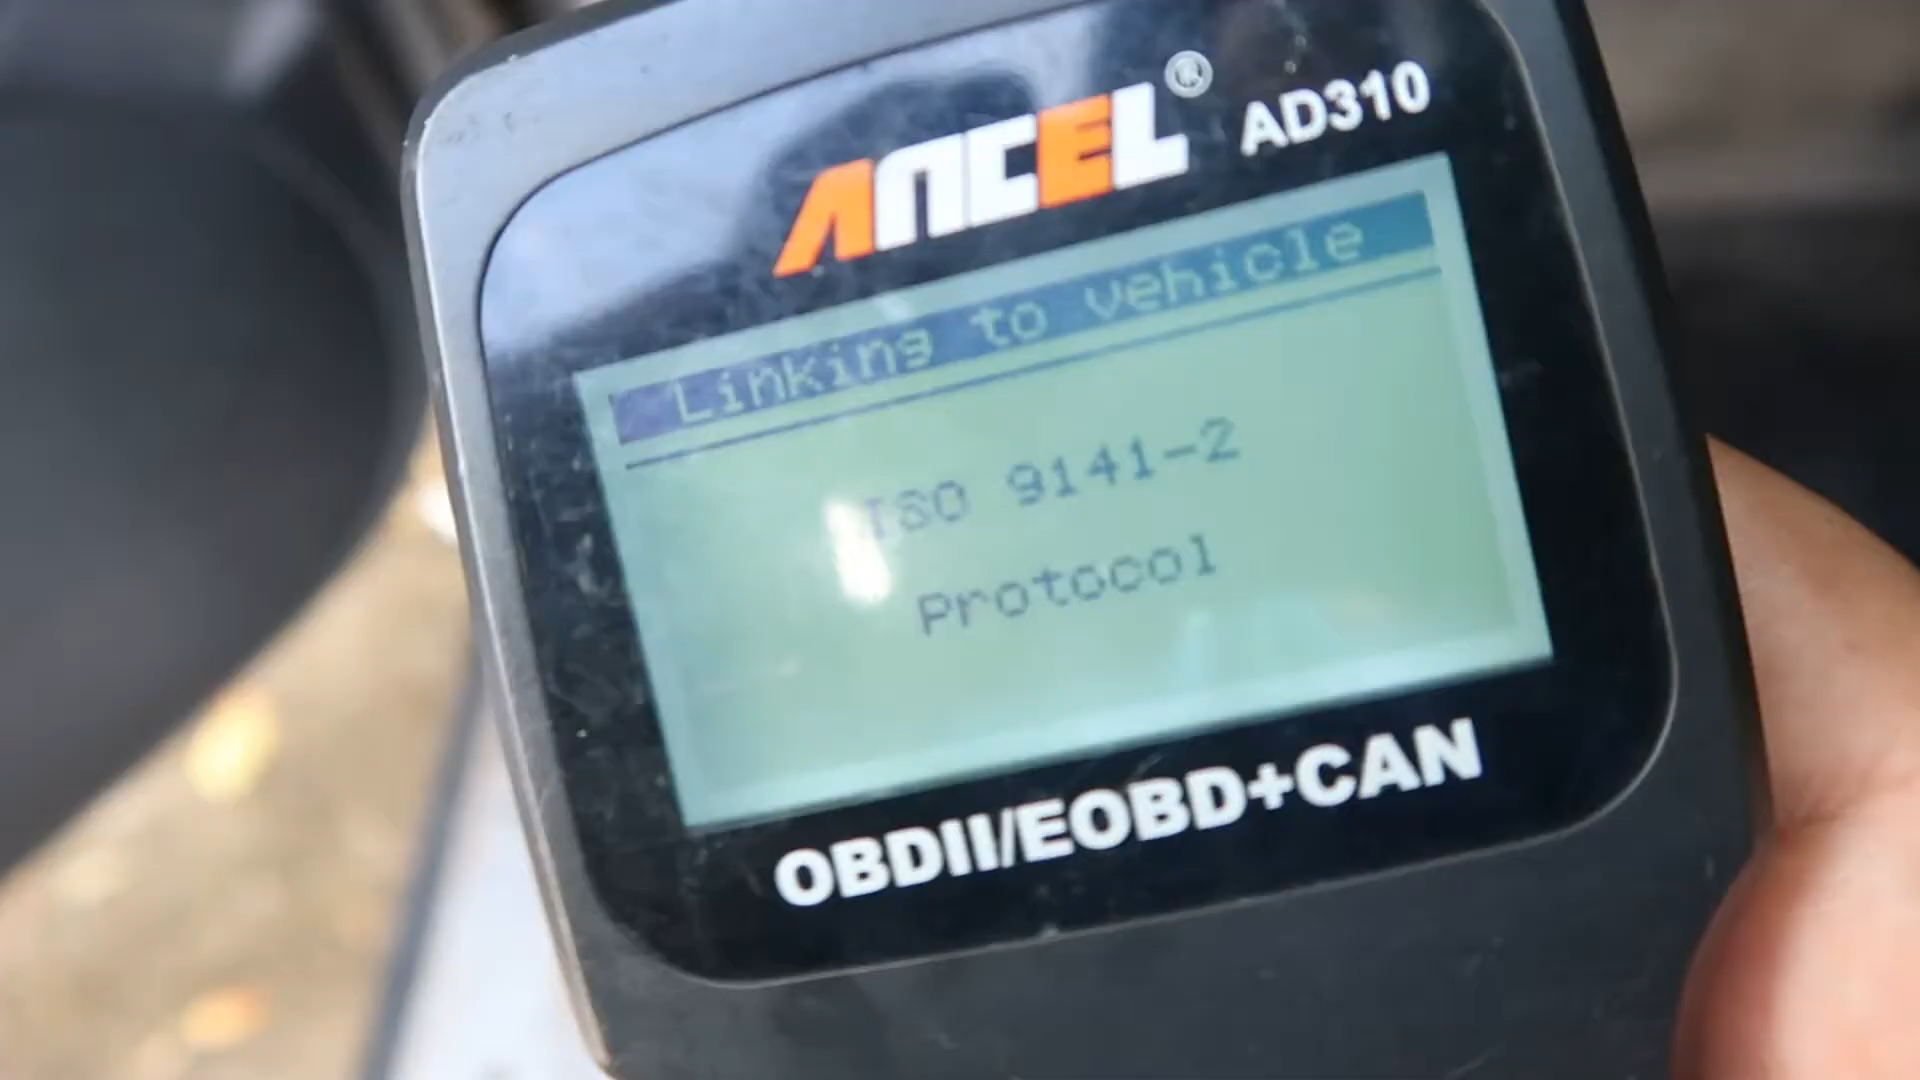 ANCEL® AD310
Linking to vehicle
ISO 9141-2
Protocol
OBDII/EOBD+CAN